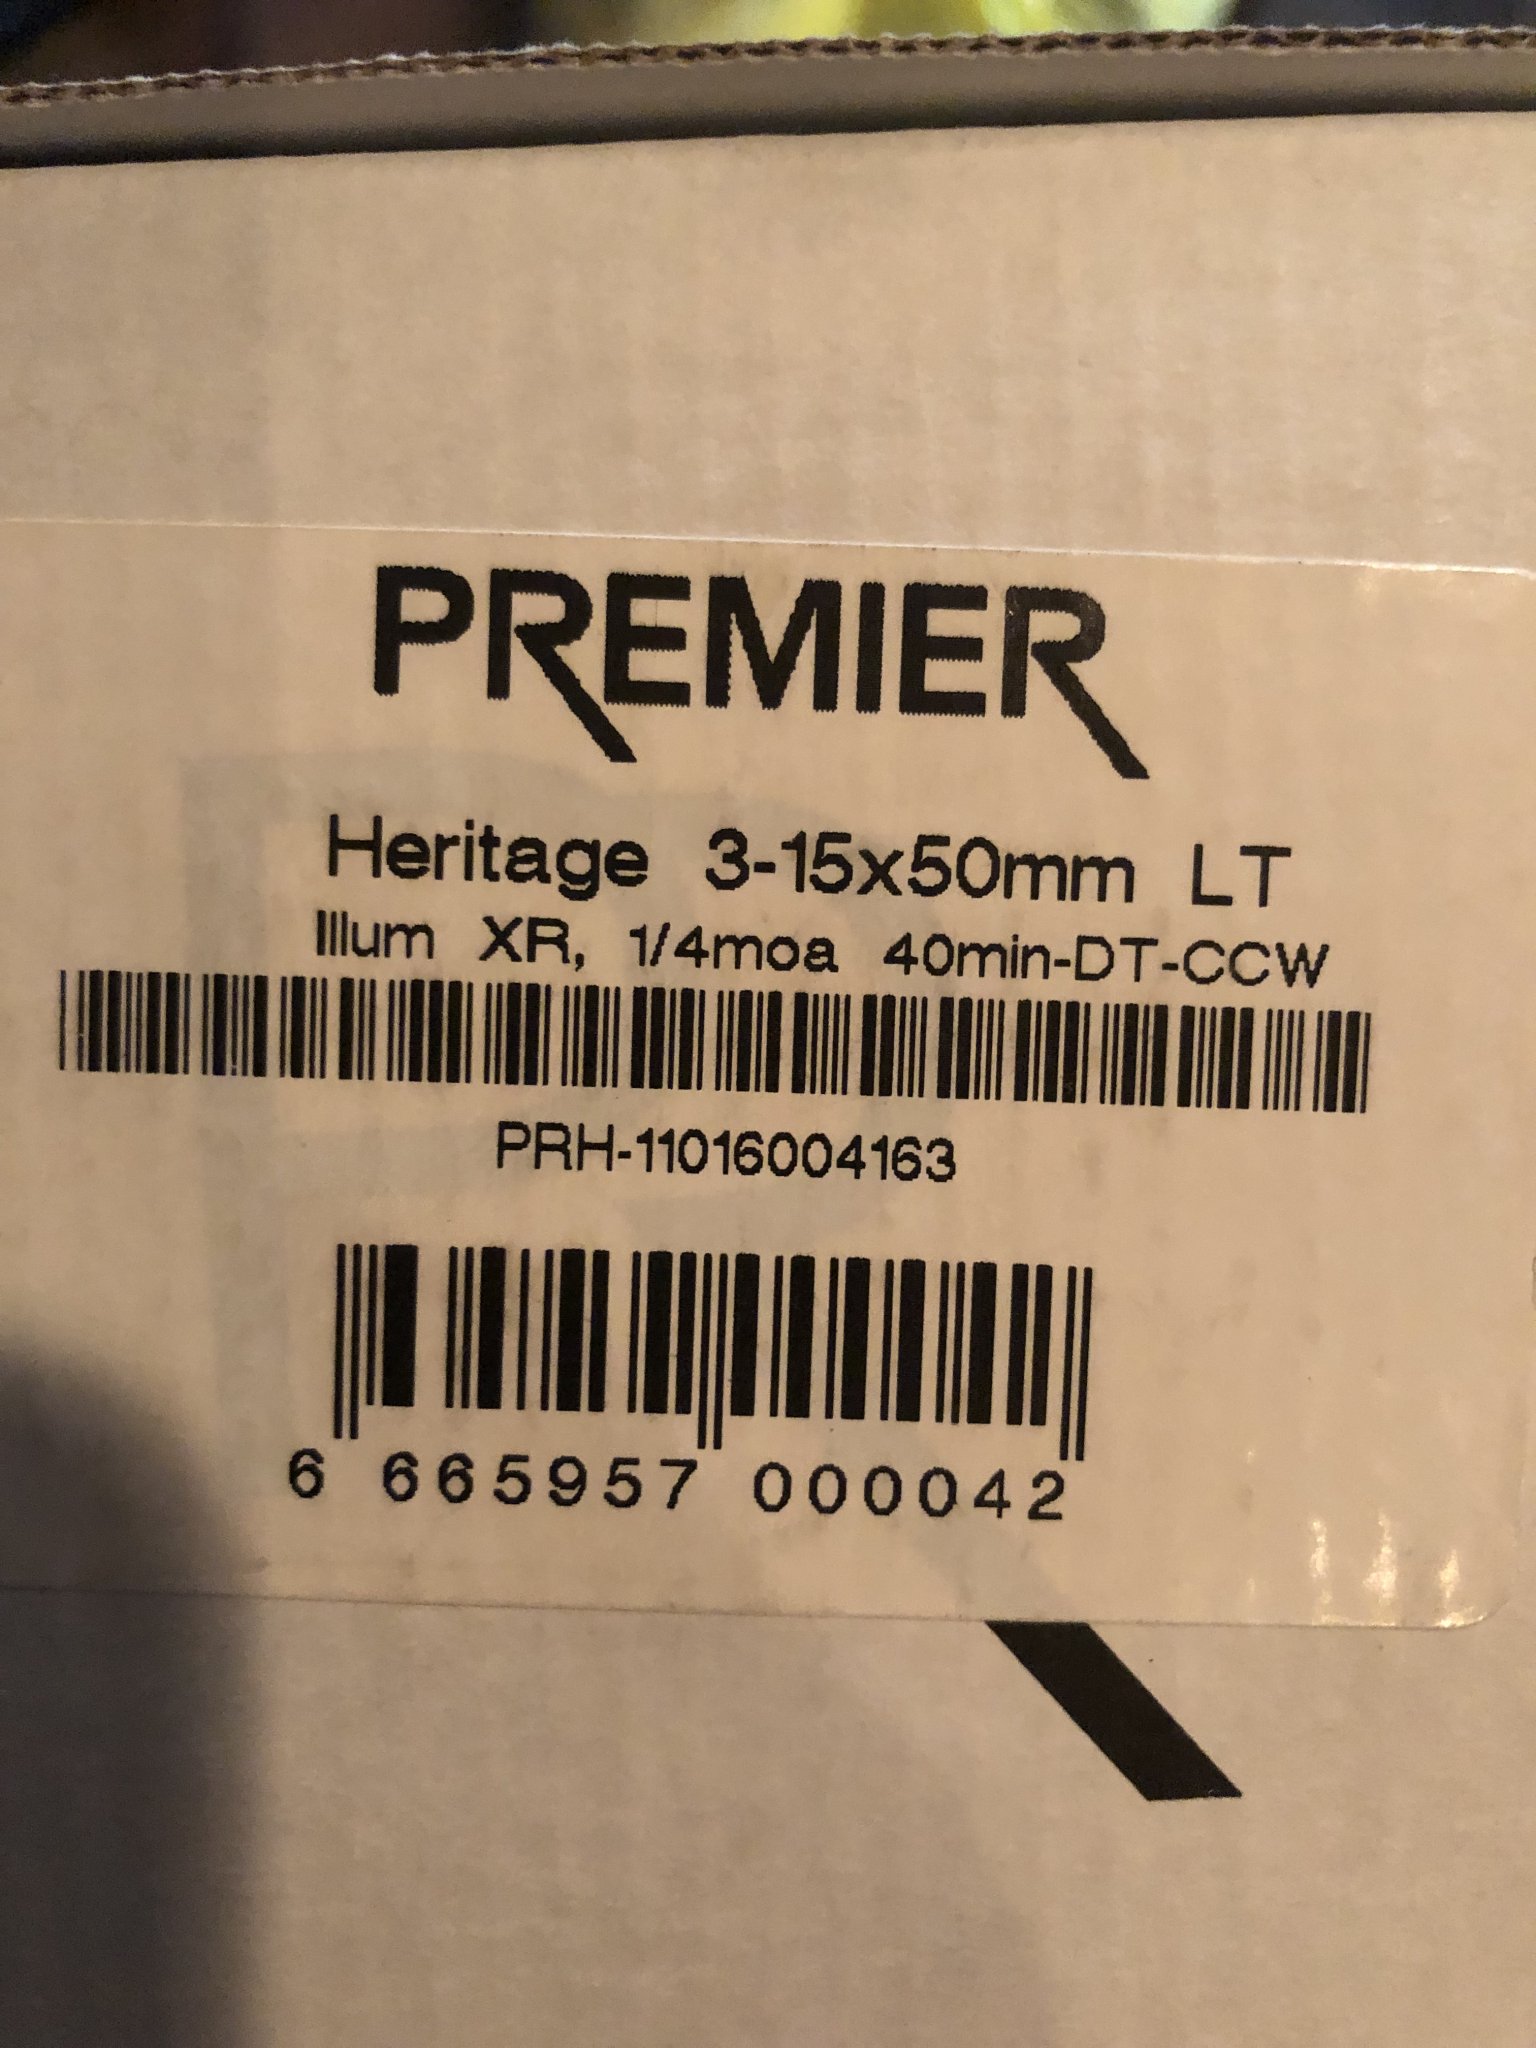 PREMIER
Heritage 3-15x50mm LT
Illum XR, 1/4moa 40min-DT-CCW
PRH-11016004163
6 665957 000042